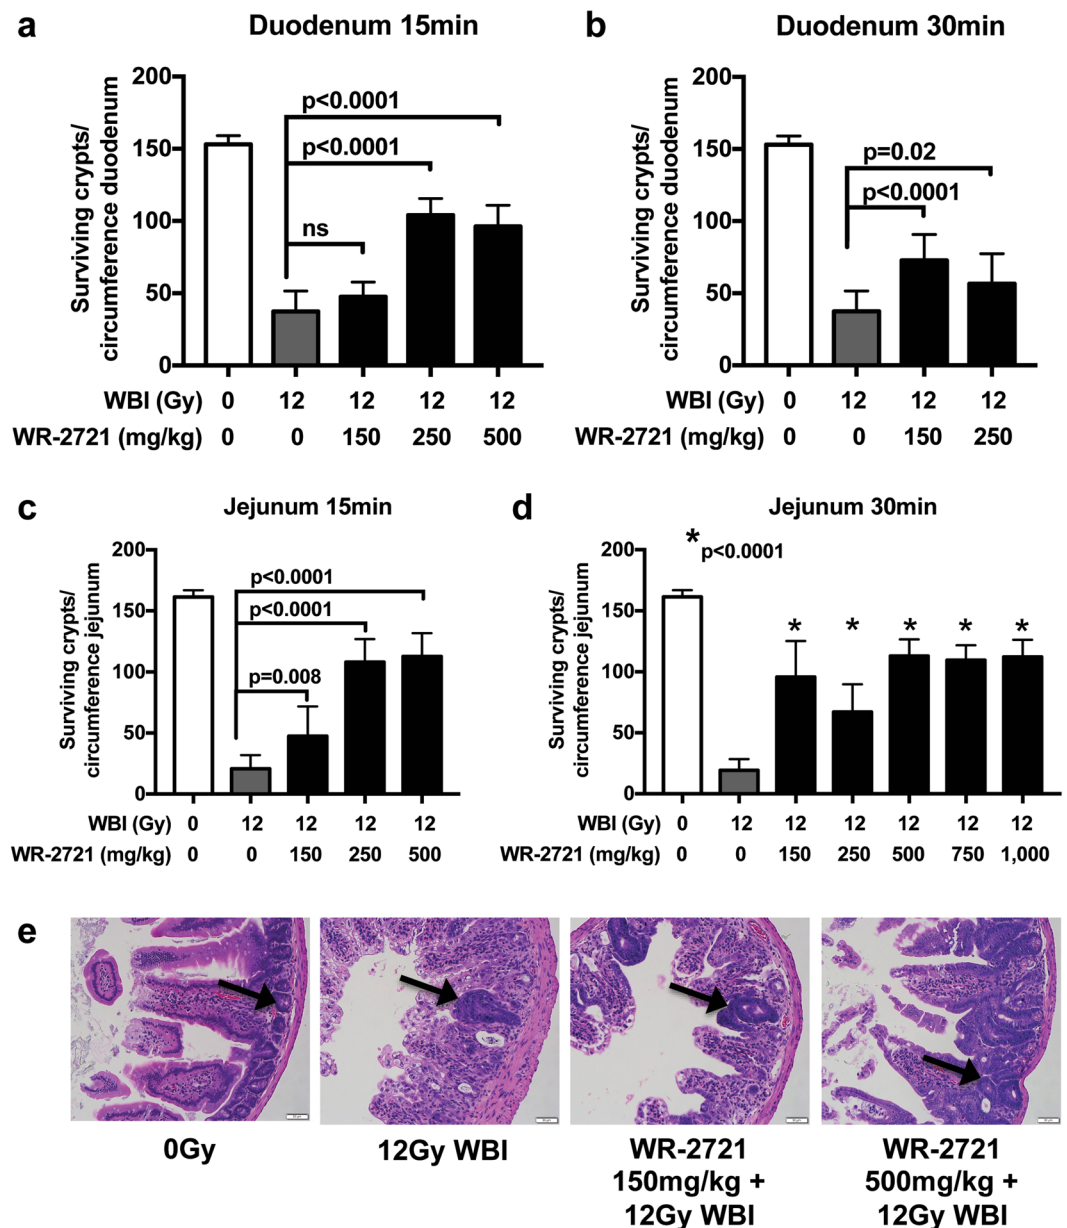 a
Duodenum 15min
Surviving crypts/
circumference duodenum
200
150
100
50
0
p<0.0001
p<0.0001
ns
WBI (Gy) 0 12 12 12 12
WR-2721 (mg/kg) 0 0 150 250 500
b
Duodenum 30min
Surviving crypts/
circumference duodenum
200
150
100
50
0
p=0.02
p<0.0001
WBI (Gy) 0 12 12 12
WR-2721 (mg/kg) 0 0 150 250
c
Jejunum 15min
Surviving crypts/
circumference jejunum
200
150
100
50
0
p<0.0001
p<0.0001
p=0.008
WBI (Gy) 0 12 12 12 12
WR-2721 (mg/kg) 0 0 150 250 500
d
Jejunum 30min
Surviving crypts/
circumference jejunum
200
150
100
50
0
* p<0.0001
* * * * *
WBI (Gy) 0 12 12 12 12 12 12
WR-2721 (mg/kg) 0 0 150 250 500 750 1,000
e
0Gy
12Gy WBI
WR-2721
150mg/kg +
12Gy WBI
WR-2721
500mg/kg +
12Gy WBI